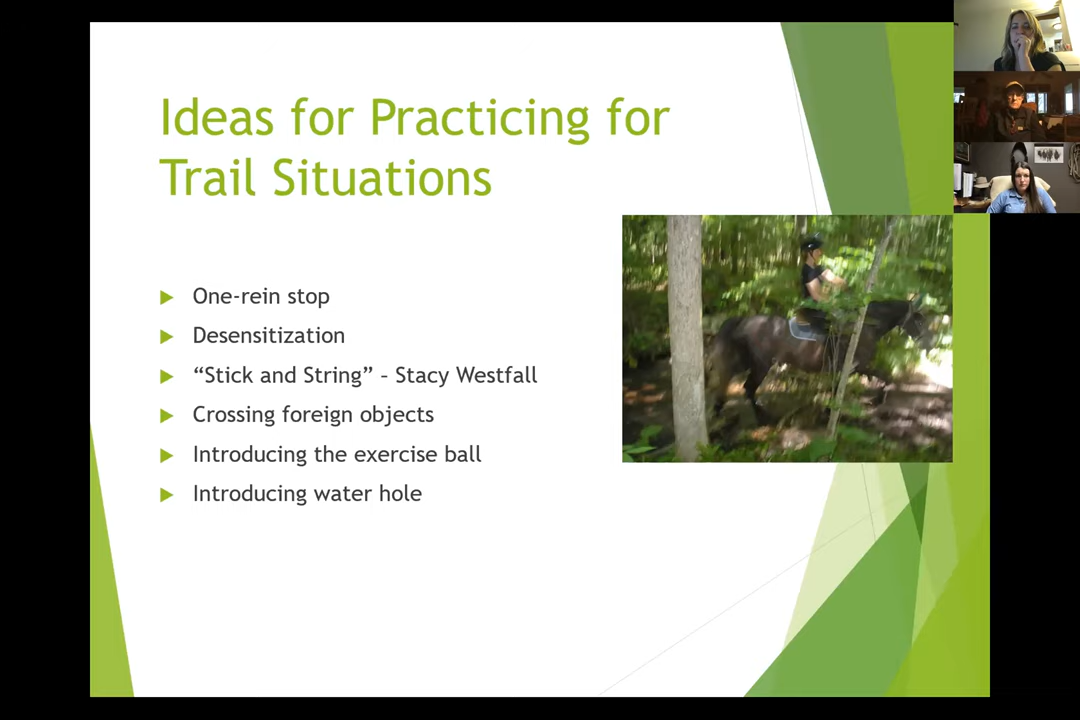 Ideas for Practicing for
Trail Situations
One-rein stop
Desensitization
“Stick and String” – Stacy Westfall
Crossing foreign objects
Introducing the exercise ball
Introducing water hole